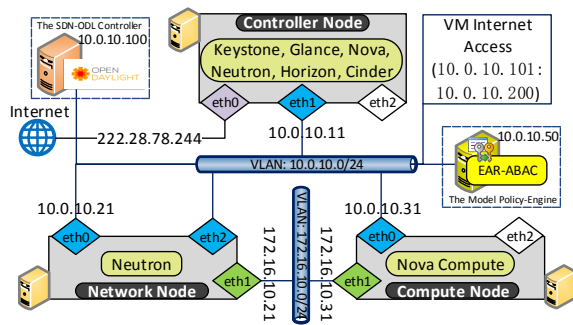 The SDN-ODL Controller
10.0.10.100
OPEN
DAYLIGHT
Controller Node
Keystone, Glance, Nova,
Neutron, Horizon, Cinder
eth0
eth1
eth2
VM Internet
Access
(10.0.10.101:
10.0.10.200)
Internet
222.28.78.244
10.0.10.11
10.0.10.50
EAR-ABAC
The Model Policy-Engine
VLAN: 10.0.10.0/24
10.0.10.21
10.0.10.31
eth0
eth2
Neutron
eth1
Network Node
172.16.10.21
VLAN: 172.16.10.0/24
172.16.10.31
eth0
eth2
Nova Compute
eth1
Compute Node